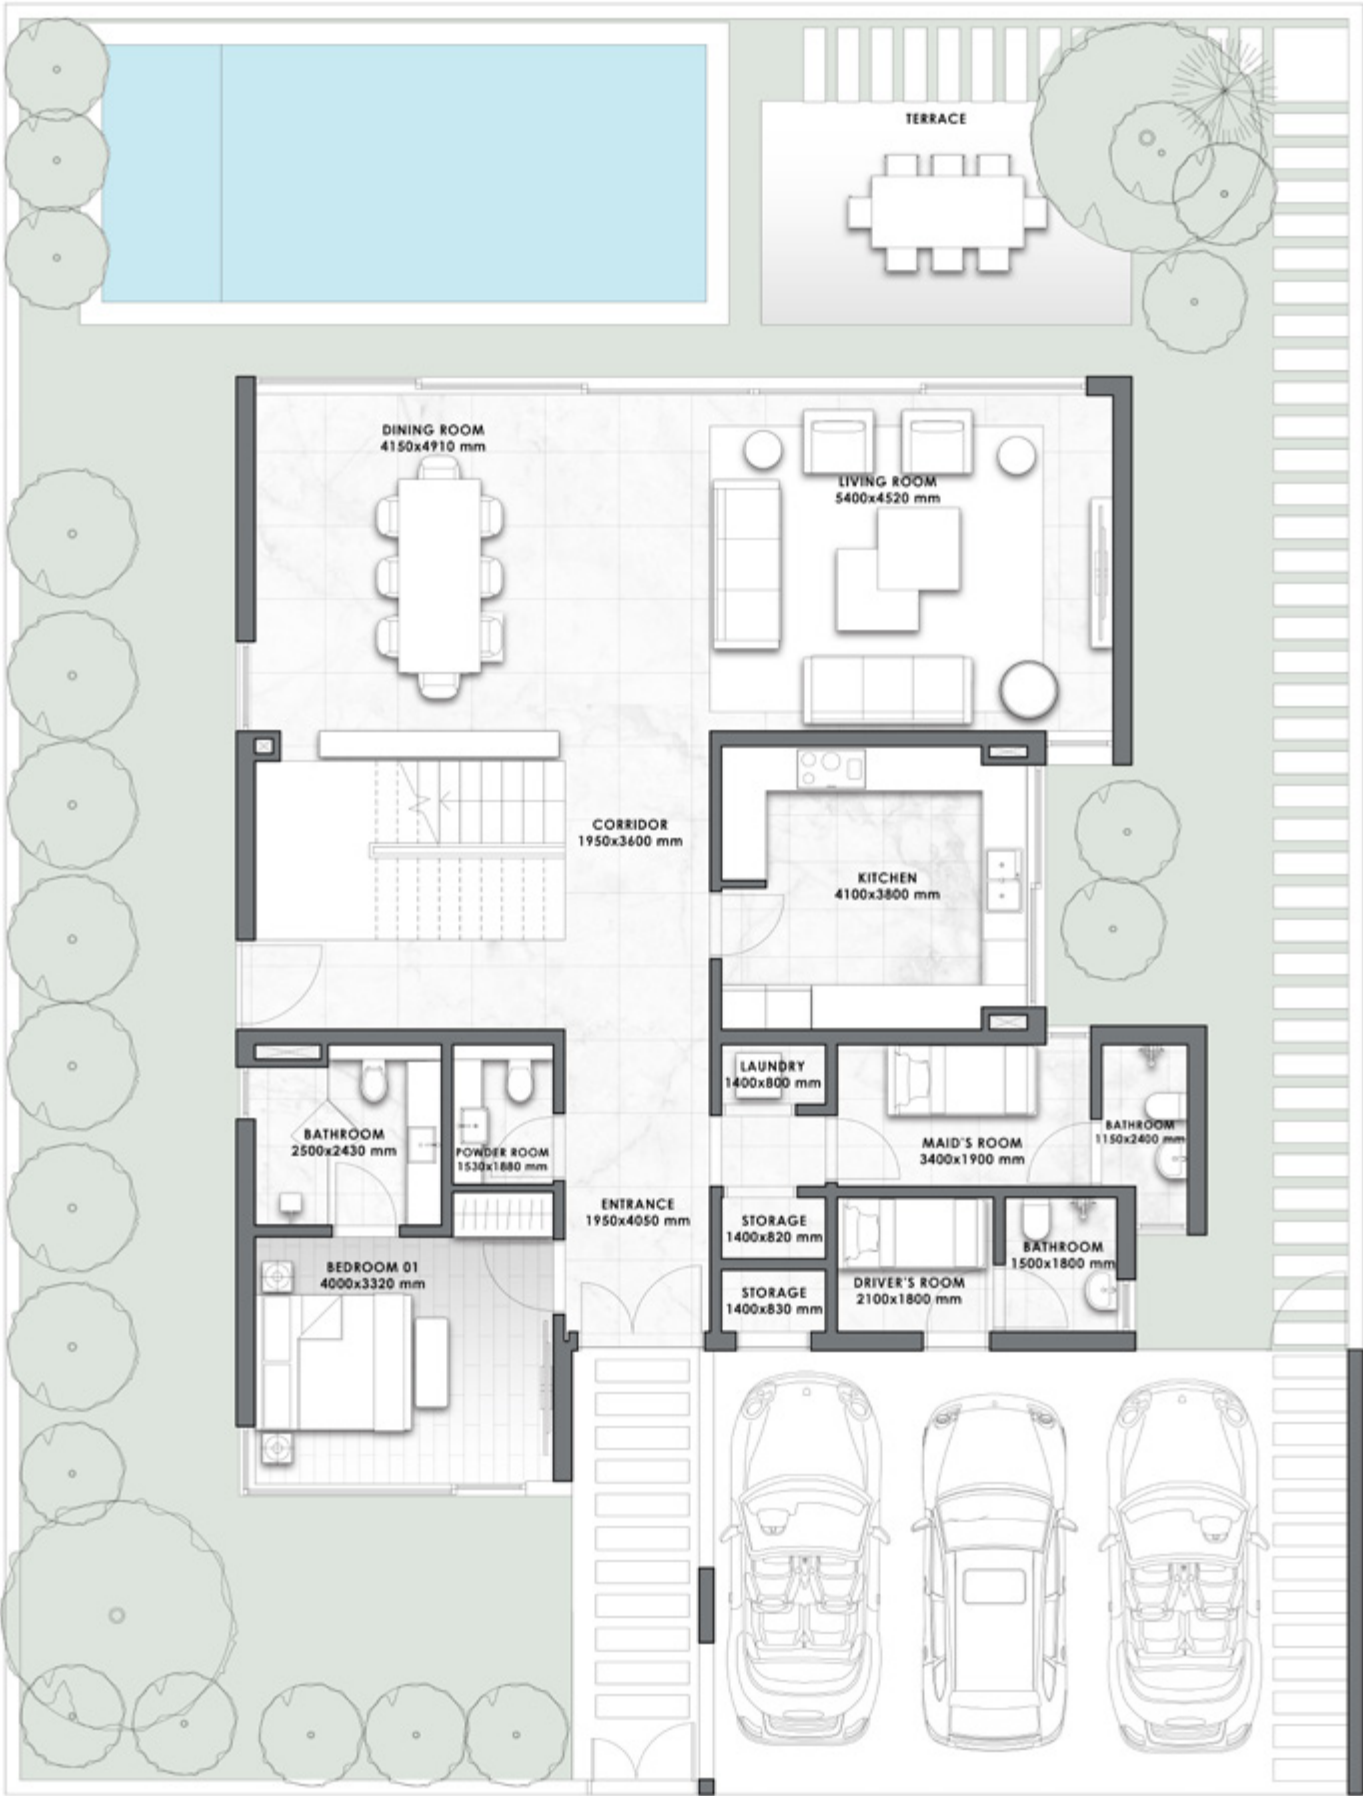 TERRACE
DINING ROOM
4150x4910 mm
LIVING ROOM
5400x4520 mm
CORRIDOR
1950x3600 mm
KITCHEN
4100x3800 mm
LAUNDRY
1400x800 mm
BATHROOM
2500x2430 mm
POWDER ROOM
1530x1880 mm
MAID'S ROOM
3400x1900 mm
BATHROOM
1150x2400 mm
ENTRANCE
1950x4050 mm
STORAGE
1400x820 mm
BATHROOM
1500x1800 mm
BEDROOM 01
4000x3320 mm
STORAGE
1400x830 mm
DRIVER'S ROOM
2100x1800 mm